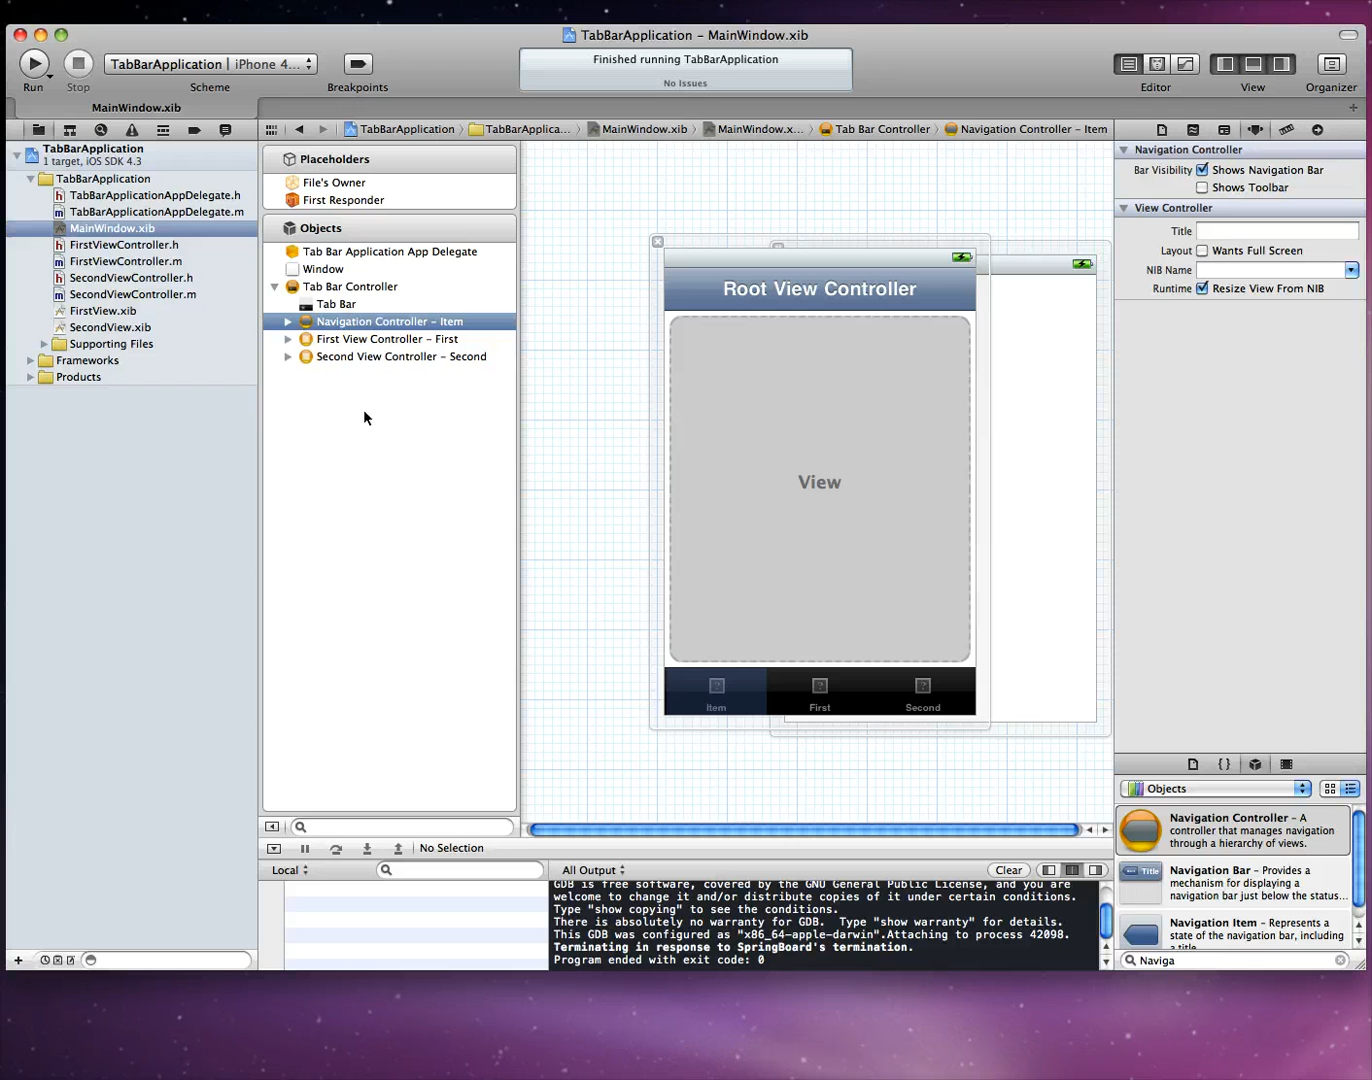 TabBarApplication – MainWindow.xib
Run
Stop
TabBarApplication | iPhone 4...
Scheme
Breakpoints
Finished running TabBarApplication
No Issues
Editor
View
Organizer
MainWindow.xib
TabBarApplication
TabBarApplica...
MainWindow.xib
MainWindow.x...
Tab Bar Controller
Navigation Controller – Item
TabBarApplication
1 target, iOS SDK 4.3
TabBarApplication
TabBarApplicationAppDelegate.h
TabBarApplicationAppDelegate.m
MainWindow.xib
FirstViewController.h
FirstViewController.m
SecondViewController.h
SecondViewController.m
FirstView.xib
SecondView.xib
Supporting Files
Frameworks
Products
Placeholders
File's Owner
First Responder
Objects
Tab Bar Application App Delegate
Window
Tab Bar Controller
Tab Bar
Navigation Controller – Item
First View Controller – First
Second View Controller – Second
Root View Controller
View
Item
First
Second
Navigation Controller
Bar Visibility
Shows Navigation Bar
Shows Toolbar
View Controller
Title
Layout
Wants Full Screen
NIB Name
Runtime
Resize View From NIB
No Selection
Local
All Output
Clear
GDB is free software, covered by the GNU General Public License, and you are
welcome to change it and/or distribute copies of it under certain conditions.
Type "show copying" to see the conditions.
There is absolutely no warranty for GDB.  Type "show warranty" for details.
This GDB was configured as "x86_64-apple-darwin".Attaching to process 42098.
Terminating in response to SpringBoard's termination.
Program ended with exit code: 0
Objects
Navigation Controller – A
controller that manages navigation
through a hierarchy of views.
Title
Navigation Bar – Provides a
mechanism for displaying a
navigation bar just below the status...
Navigation Item – Represents a
state of the navigation bar, including
a title
Naviga